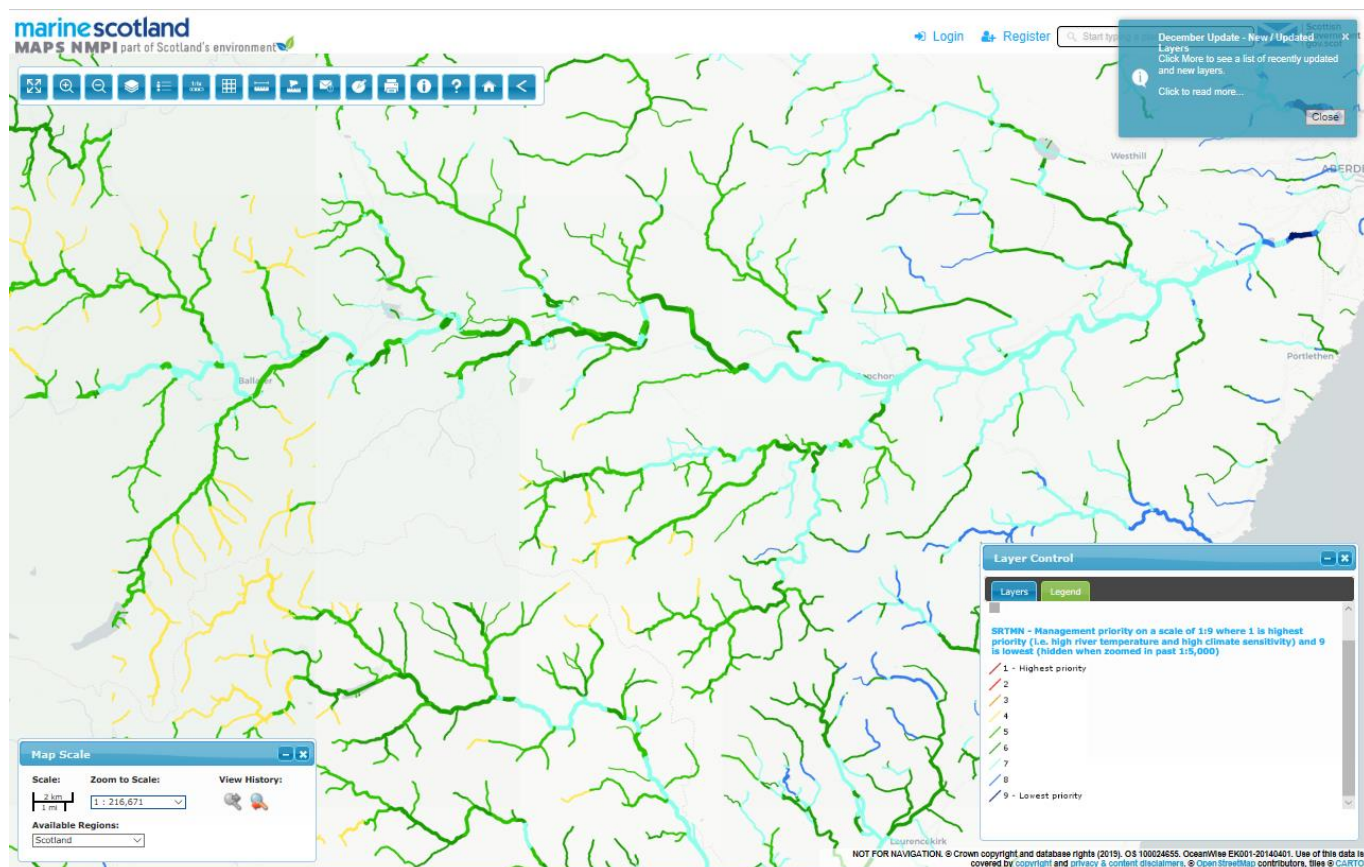 marinescotland
MAPS NMPI part of Scotland's environment
Login
Register
Start
Scottish
gov.scot
December Update - New / Updated
Layers
Click More to see a list of recently updated
and new layers.
Click to read more...
Close
Westhill
Portlethen
Laurencekirk
Layer Control
Layers
Legend
SRTMN - Management priority on a scale of 1:9 where 1 is highest
priority (i.e. high river temperature and high climate sensitivity) and 9
is lowest (hidden when zoomed in past 1:5,000)
1 - Highest priority
2
3
4
5
6
7
8
9 - Lowest priority
Map Scale
Scale:
Zoom to Scale:
View History:
2 km
1 mi
1 : 216,671
Available Regions:
Scotland
NOT FOR NAVIGATION. © Crown copyright and database rights (2015). OS 100024655. OceanWise EK001-20140401. Use of this data is
covered by copyright and privacy & content disclaimers, © OpenStreetMap contributors, tiles © CARTO